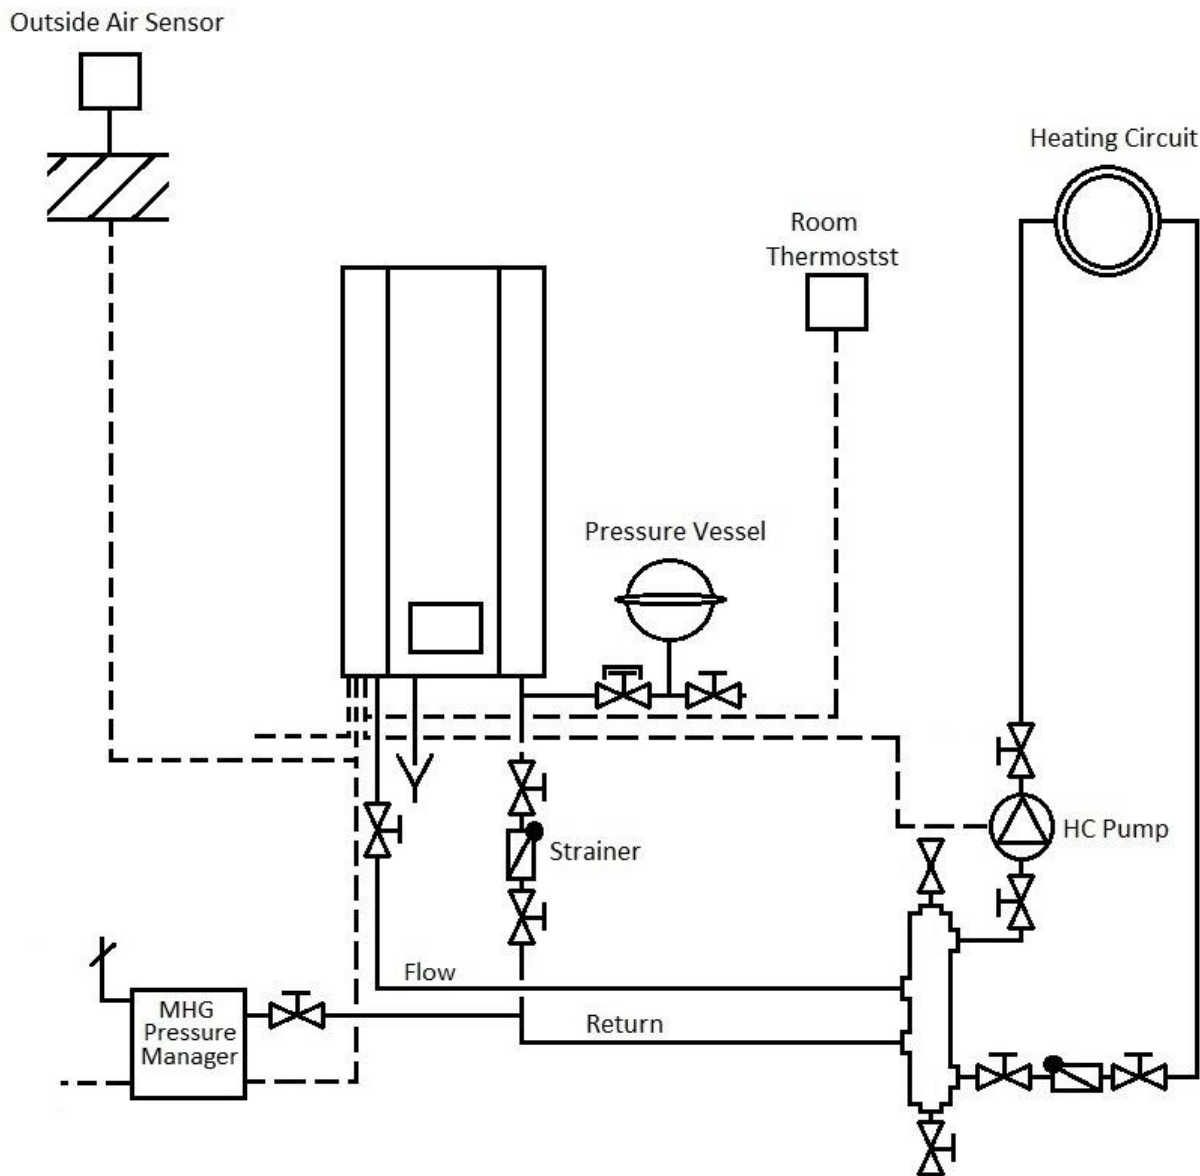 Outside Air Sensor
Heating Circuit
Room
Thermostst
Pressure Vessel
HC Pump
Strainer
Flow
MHG
Pressure
Manager
Return